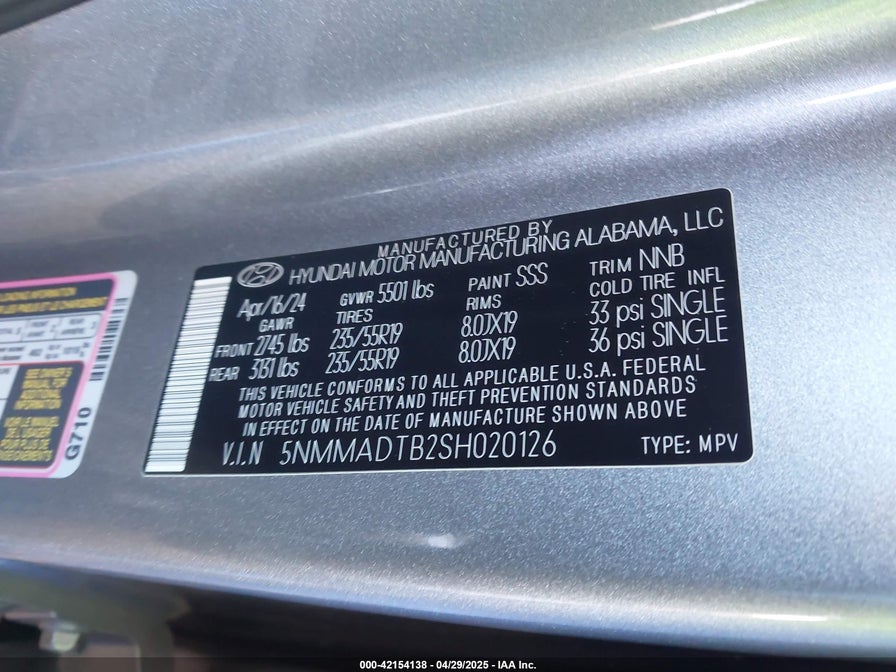 MANUFACTURED BY
HYUNDAI MOTOR MANUFACTURING ALABAMA, LLC
Apr/16/24 GVWR 5501 lbs PAINT SSS TRIM NNB
GAWR TIRES RIMS COLD TIRE INFL
FRONT 2745 lbs 235/55R19 8.0JX19 33 psi SINGLE
REAR 3131 lbs 235/55R19 8.0JX19 36 psi SINGLE
THIS VEHICLE CONFORMS TO ALL APPLICABLE U.S.A. FEDERAL
MOTOR VEHICLE SAFETY AND THEFT PREVENTION STANDARDS
IN EFFECT ON THE DATE OF MANUFACTURE SHOWN ABOVE
V.I.N 5NMMADTB2SH020126 TYPE: MPV
G710
000-42154138 - 04/29/2025 - IAA Inc.